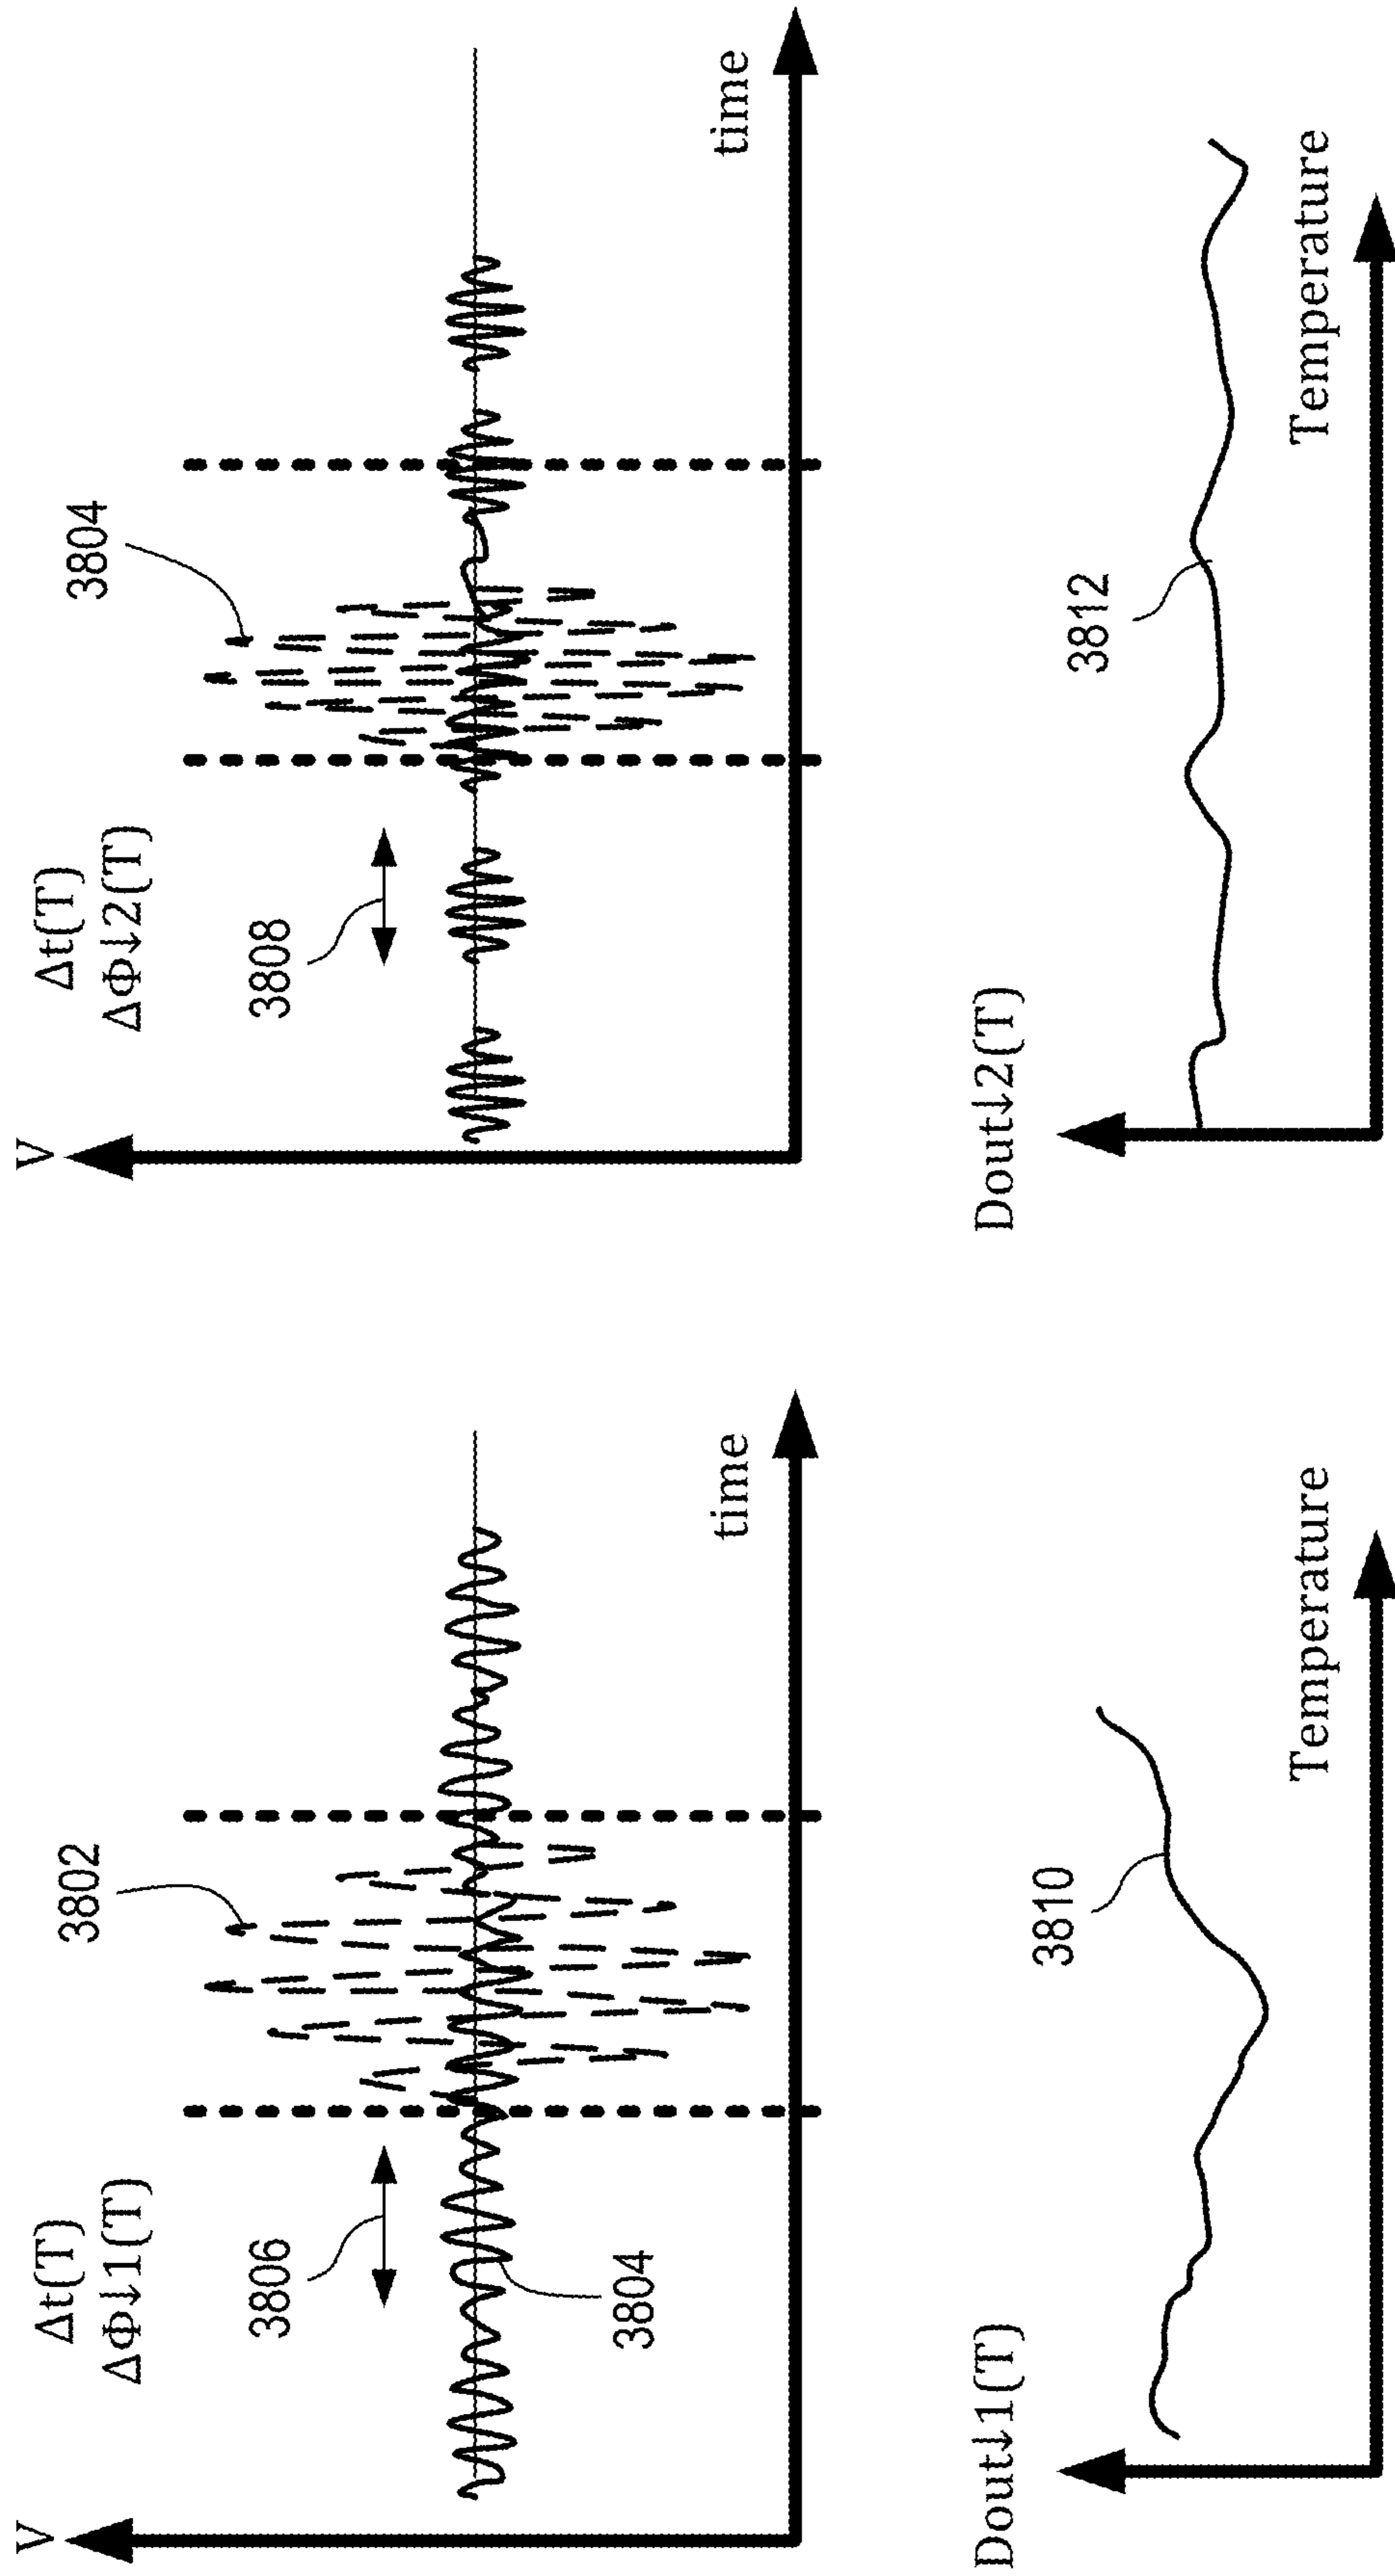 V
Δt(T)
ΔΦ↓1(T)
3802
3806
3804
time
V
Δt(T)
ΔΦ↓2(T)
3804
3808
time
Dout↓1(T)
3810
Temperature
Dout↓2(T)
3812
Temperature